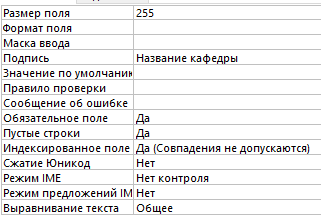 Размер поля 255
Формат поля
Маска ввода
Подпись Название кафедры
Значение по умолчанию
Правило проверки
Сообщение об ошибке
Обязательное поле Да
Пустые строки Да
Индексированное поле Да (Совпадения не допускаются)
Сжатие Юникод Нет
Режим IME Нет контроля
Режим предложений IM Нет
Выравнивание текста Общее